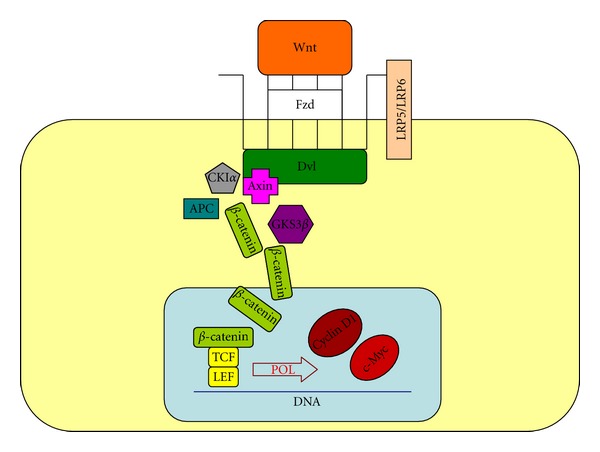 Wnt
Fzd
LRP5/LRP6
Dvl
CKIα
Axin
APC
β-catenin
GKS3β
β-catenin
β-catenin
β-catenin
TCF
LEF
POL
Cyclin D1
c-Myc
DNA